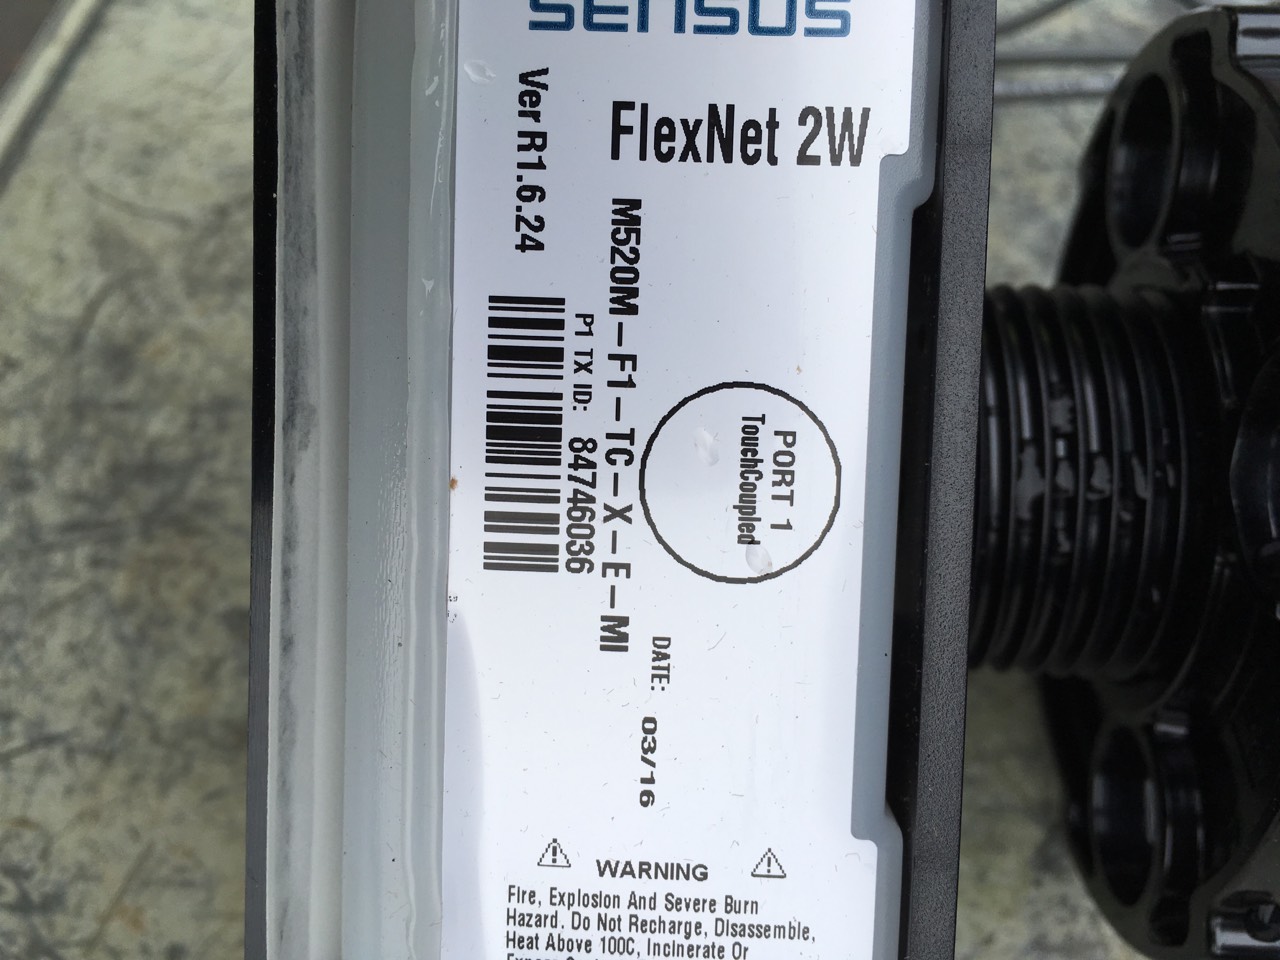 SENSUS
FlexNet 2W
M520M-F1-TC-X-E-MI
Ver R1.6.24
P1 TX ID: 84746036
PORT 1
TouchCoupled
DATE: 03/16
WARNING
Fire, Explosion And Severe Burn
Hazard. Do Not Recharge, Disassemble,
Heat Above 100C, Incinerate Or